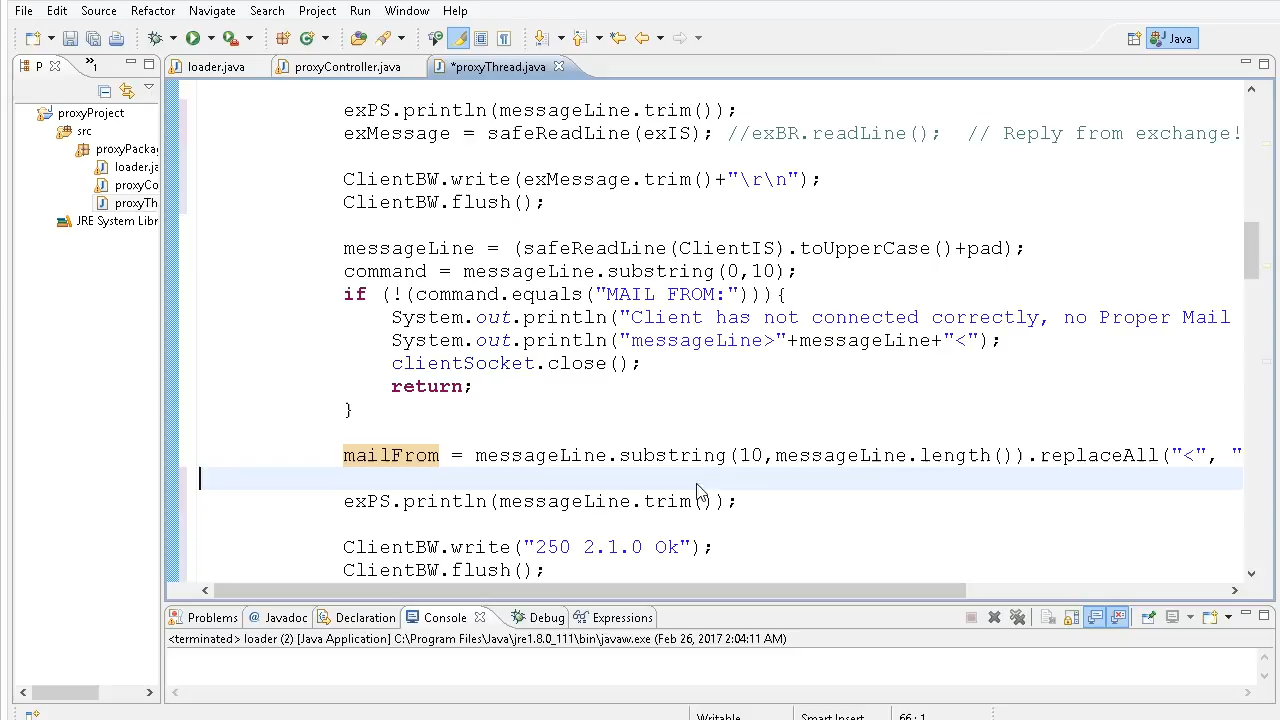 File Edit Source Refactor Navigate Search Project Run Window Help
Java
P 1 loader.java proxyController.java *proxyThread.java
proxyProject
src
proxyPacka
loader.ja
proxyCo
proxyTh
JRE System Libr
exPS.println(messageLine.trim());
exMessage = safeReadLine(exIS); //exBR.readLine(); // Reply from exchange!
ClientBW.write(exMessage.trim()+"\r\n");
ClientBW.flush();
messageLine = (safeReadLine(ClientIS).toUpperCase()+pad);
command = messageLine.substring(0,10);
if (!(command.equals("MAIL FROM:"))){
System.out.println("Client has not connected correctly, no Proper Mail
System.out.println("messageLine>"+messageLine+"<");
clientSocket.close();
return;
}
mailFrom = messageLine.substring(10,messageLine.length()).replaceAll("<", "
exPS.println(messageLine.trim());
ClientBW.write("250 2.1.0 Ok");
ClientBW.flush();
Problems @ Javadoc Declaration Console Debug Expressions
<terminated> loader (2) [Java Application] C:\Program Files\Java\jre1.8.0_111\bin\javaw.exe (Feb 26, 2017 2:04:11 AM)
Writable Smart Insert 66 : 1